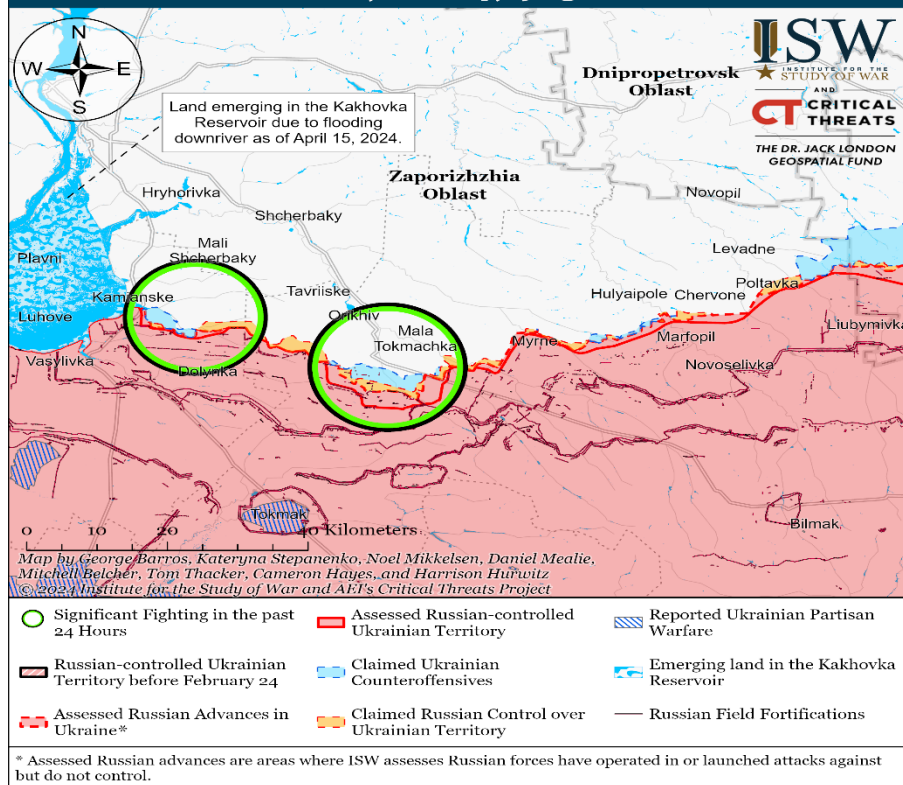 N
W
E
S
ISW
INSTITUTE FOR THE
STUDY OF WAR
AND
CT CRITICAL
THREATS
THE DR. JACK LONDON
GEOSPATIAL FUND
Dnipropetrovsk
Oblast
Land emerging in the Kakhovka
Reservoir due to flooding
downriver as of April 15, 2024.
Zaporizhzhia
Oblast
Hryhorivka
Novopil
Shcherbaky
Mali
Shcherbaky
Levadne
Plavni
Tavriiske
Poltavka
Kamianske
Hulyaipole
Chervone
Luhove
Orikhiv
Mala
Tokmachka
Liubymivka
Myrne
Marfopil
Vasylivka
Dolynka
Novoselivka
Tokmak
Bilmak
0 10 20 40 Kilometers
Map by George Barros, Kateryna Stepanenko, Noel Mikkelsen, Daniel Mealie,
Mitchell Belcher, Tom Thacker, Cameron Hayes, and Harrison Hurwitz
© 2024 Institute for the Study of War and AEI's Critical Threats Project
Significant Fighting in the past
24 Hours
Assessed Russian-controlled
Ukrainian Territory
Reported Ukrainian Partisan
Warfare
Russian-controlled Ukrainian
Territory before February 24
Claimed Ukrainian
Counteroffensives
Emerging land in the Kakhovka
Reservoir
Assessed Russian Advances in
Ukraine*
Claimed Russian Control over
Ukrainian Territory
Russian Field Fortifications
* Assessed Russian advances are areas where ISW assesses Russian forces have operated in or launched attacks against
but do not control.